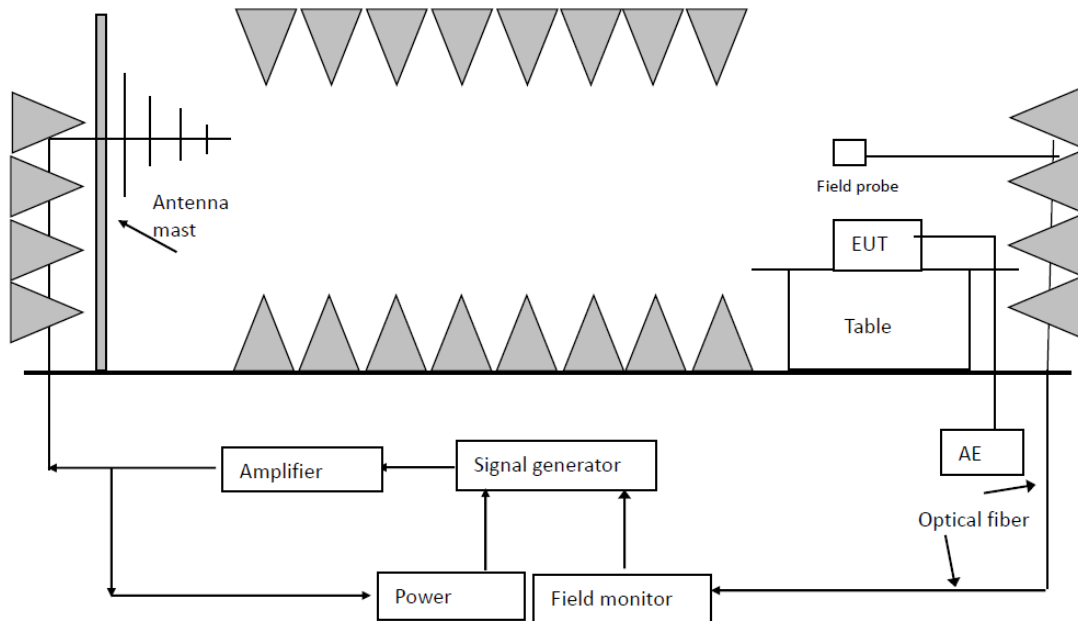 Antenna
mast
Field probe
EUT
Table
Amplifier
Signal generator
AE
Optical fiber
Power
Field monitor